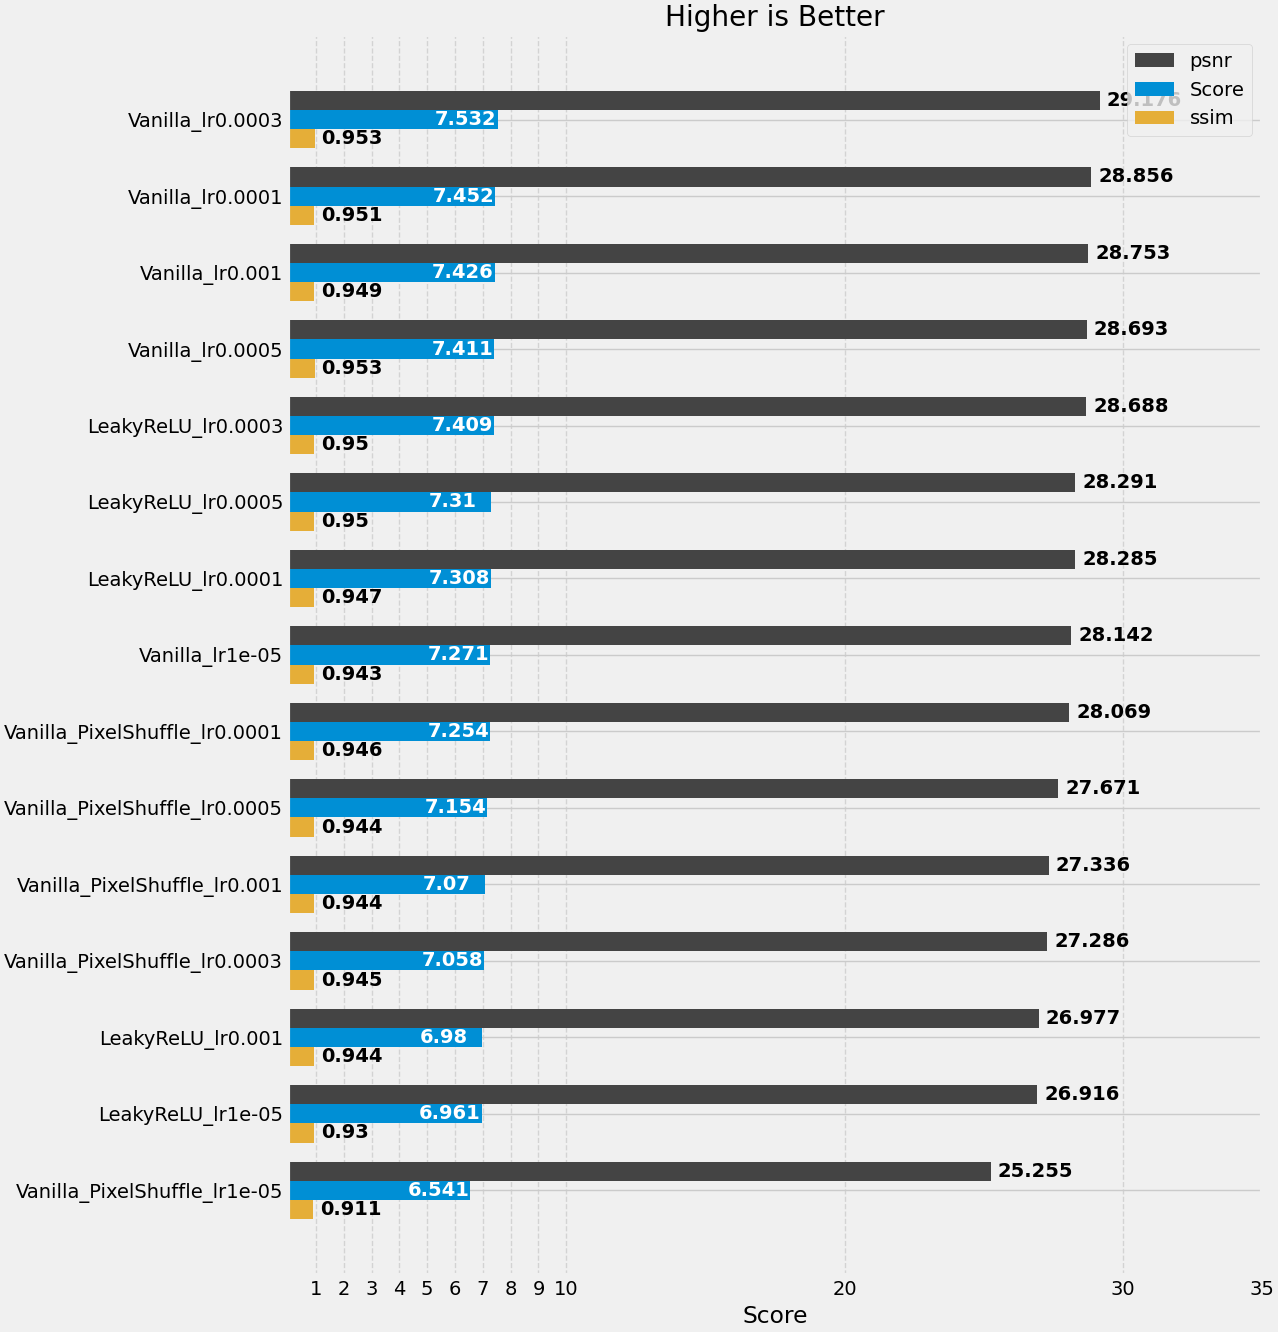 Higher is Better
psnr
Score
ssim
Vanilla_lr0.0003
29.176
7.532
0.953
Vanilla_lr0.0001
28.856
7.452
0.951
Vanilla_lr0.001
28.753
7.426
0.949
Vanilla_lr0.0005
28.693
7.411
0.953
LeakyReLU_lr0.0003
28.688
7.409
0.95
LeakyReLU_lr0.0005
28.291
7.31
0.95
LeakyReLU_lr0.0001
28.285
7.308
0.947
Vanilla_lr1e-05
28.142
7.271
0.943
Vanilla_PixelShuffle_lr0.0001
28.069
7.254
0.946
Vanilla_PixelShuffle_lr0.0005
27.671
7.154
0.944
Vanilla_PixelShuffle_lr0.001
27.336
7.07
0.944
Vanilla_PixelShuffle_lr0.0003
27.286
7.058
0.945
LeakyReLU_lr0.001
26.977
6.98
0.944
LeakyReLU_lr1e-05
26.916
6.961
0.93
Vanilla_PixelShuffle_lr1e-05
25.255
6.541
0.911
1 2 3 4 5 6 7 8 9 10 20 30 35
Score